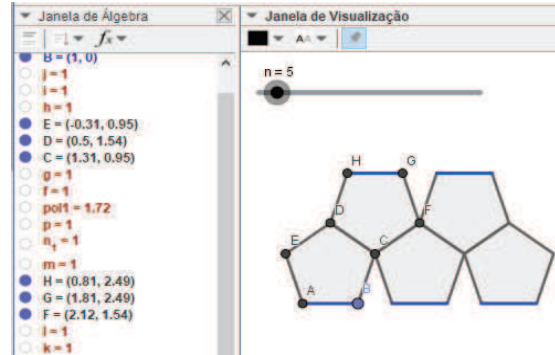 Janela de Álgebra
Janela de Visualização
fx
AA
B = (1, 0)
j = 1
i = 1
h = 1
E = (-0.31, 0.95)
D = (0.5, 1.54)
C = (1.31, 0.95)
g = 1
f = 1
pol1 = 1.72
p = 1
n₁ = 1
m = 1
H = (0.81, 2.49)
G = (1.81, 2.49)
F = (2.12, 1.54)
l = 1
k = 1
n = 5
H G
D F
E C
A B